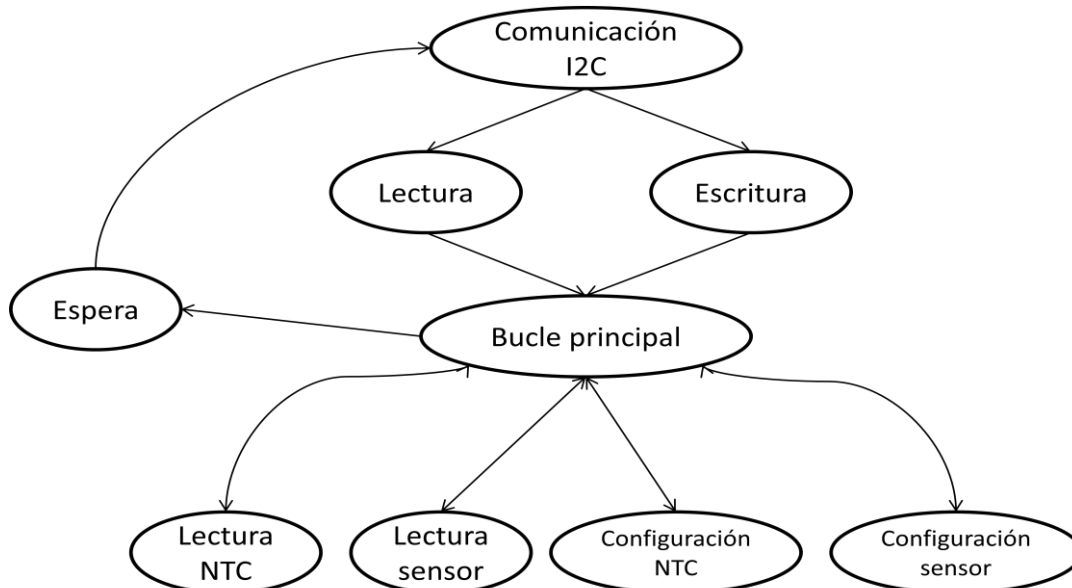 Comunicación
I2C
Lectura
Escritura
Espera
Bucle principal
Lectura
NTC
Lectura
sensor
Configuración
NTC
Configuración
sensor